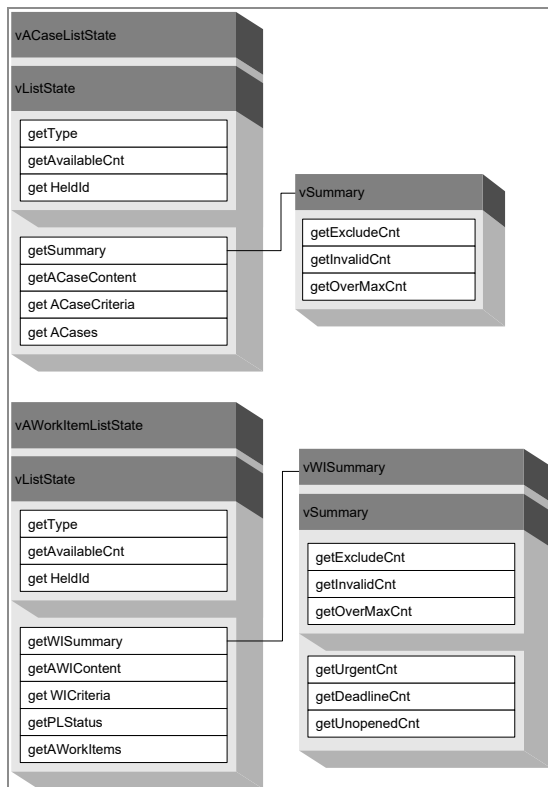 vACaseListState
vListState
getType
getAvailableCnt
get HeldId
getSummary
getACaseContent
get ACaseCriteria
get ACases
vSummary
getExcludeCnt
getInvalidCnt
getOverMaxCnt
vAWorkItemListState
vListState
getType
getAvailableCnt
get HeldId
getWISummary
getAWIContent
get WICriteria
getPLStatus
getAWorkItems
vWISummary
vSummary
getExcludeCnt
getInvalidCnt
getOverMaxCnt
getUrgentCnt
getDeadlineCnt
getUnopenedCnt